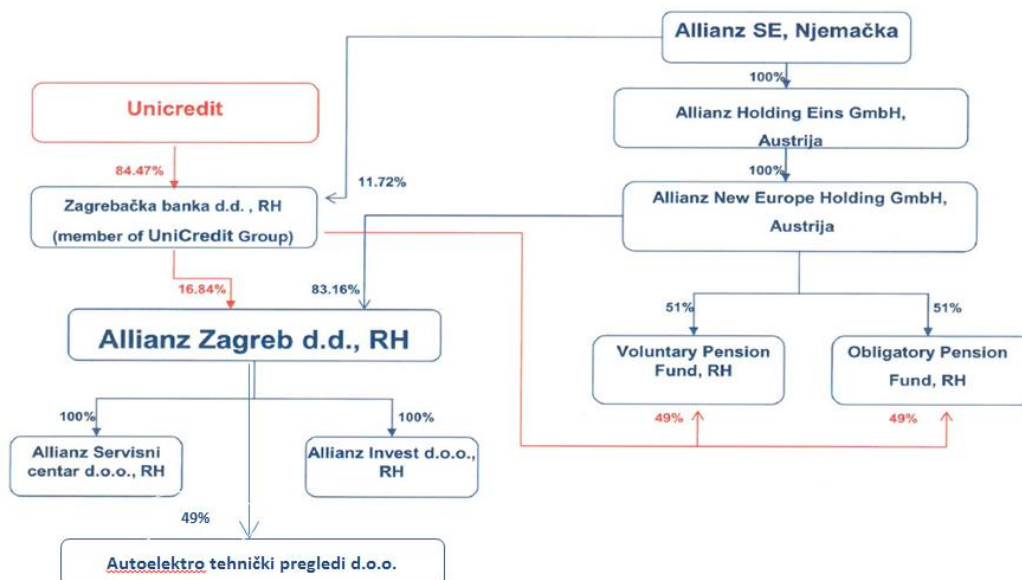 Allianz SE, Njemačka
100%
Unicredit
Allianz Holding Eins GmbH,
Austrija
84.47%
11.72%
100%
Zagrebačka banka d.d. , RH
(member of UniCredit Group)
Allianz New Europe Holding GmbH,
Austrija
16.84%
83.16%
51%
51%
Allianz Zagreb d.d., RH
Voluntary Pension
Fund, RH
Obligatory Pension
Fund, RH
100%
100%
49%
49%
Allianz Servisni
centar d.o.o., RH
Allianz Invest d.o.o.,
RH
49%
Autoelektro tehnički pregledi d.o.o.